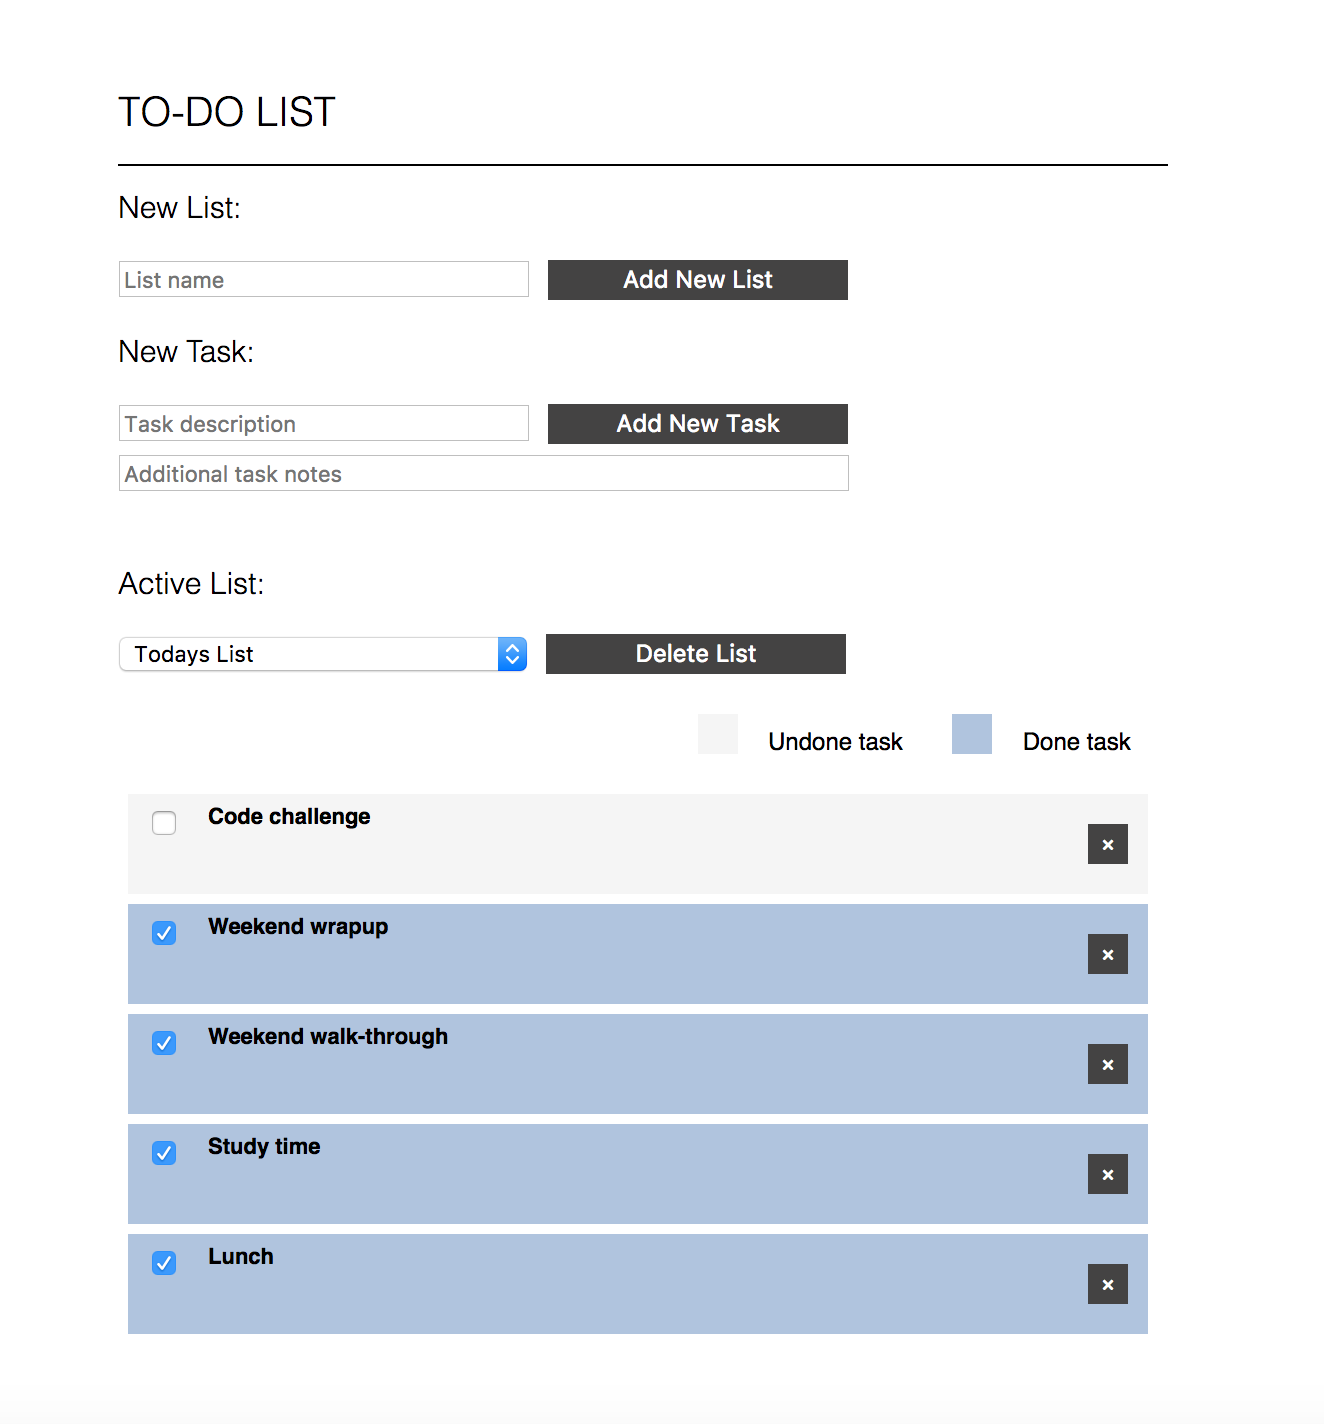 TO-DO LIST
New List:
List name
Add New List
New Task:
Task description
Add New Task
Additional task notes
Active List:
Todays List
Delete List
Undone task
Done task
Code challenge
×
Weekend wrapup
×
Weekend walk-through
×
Study time
×
Lunch
×